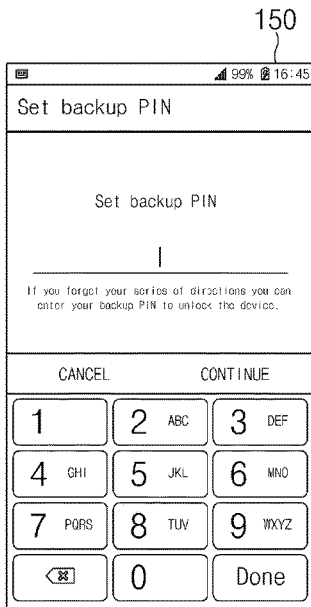 150
99% 16:45
Set backup PIN
Set backup PIN
If you forget your series of directions you can
enter your backup PIN to unlock the device.
CANCEL CONTINUE
1 2 ABC 3 DEF
4 GHI 5 JKL 6 MNO
7 PQRS 8 TUV 9 WXYZ
0 Done